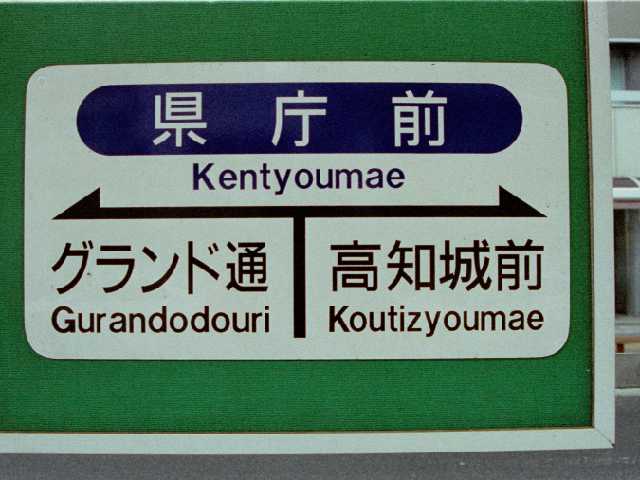 県庁前
Kentyoumae
グランド通
Gurandodouri
高知城前
Koutizyoumae